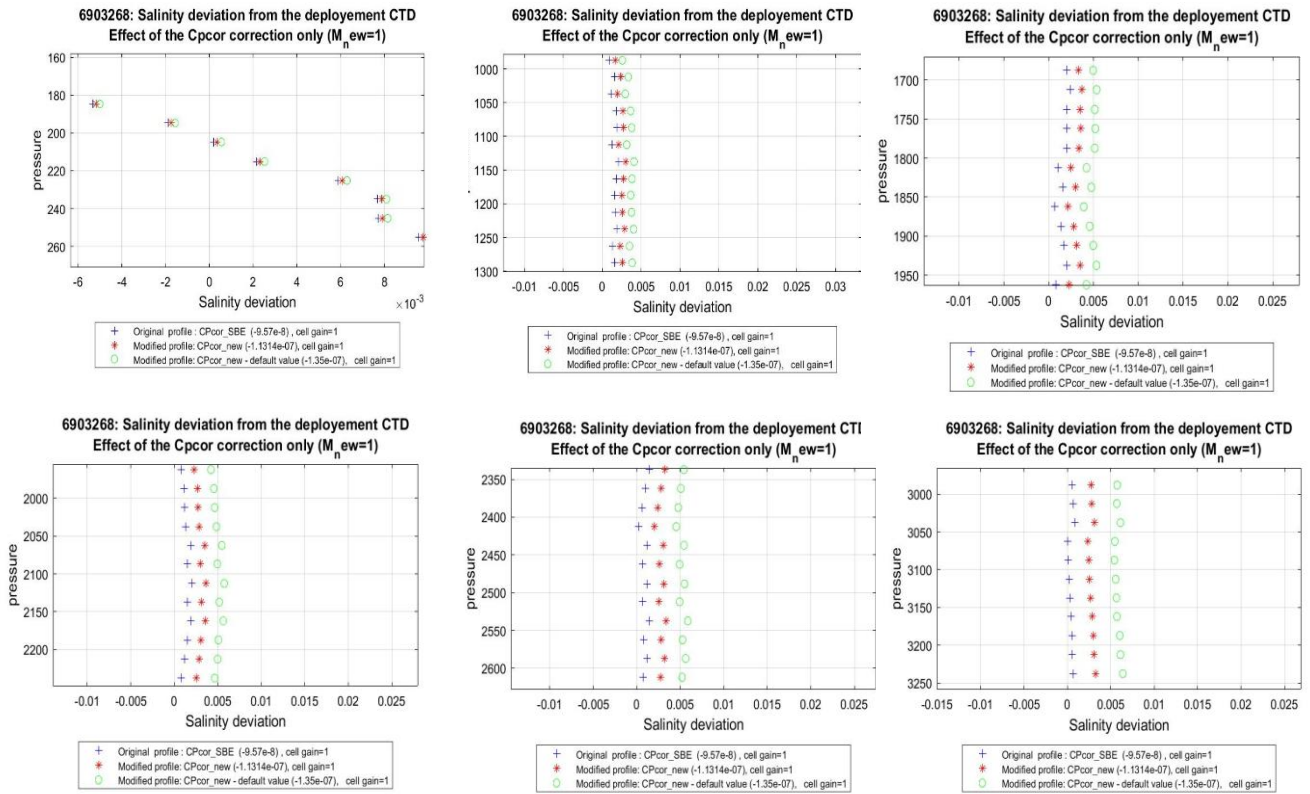 6903268: Salinity deviation from the deployement CTD
Effect of the Cpcor correction only (M_new=1)
160
180
200
220
240
260
pressure
-6 -4 -2 0 2 4 6 8
×10-3
Salinity deviation
+ Original profile : CPcor_SBE (-9.57e-8) , cell gain=1
* Modified profile: CPcor_new (-1.1314e-07), cell gain=1
o Modified profile: CPcor_new - default value (-1.35e-07), cell gain=1
6903268: Salinity deviation from the deployement CTD
Effect of the Cpcor correction only (M_new=1)
1000
1050
1100
1150
1200
1250
1300
-0.01 -0.005 0 0.005 0.01 0.015 0.02 0.025 0.03
Salinity deviation
+ Original profile : CPcor_SBE (-9.57e-8) , cell gain=1
* Modified profile: CPcor_new (-1.1314e-07), cell gain=1
o Modified profile: CPcor_new - default value (-1.35e-07), cell gain=1
6903268: Salinity deviation from the deployement CTD
Effect of the Cpcor correction only (M_new=1)
1700
1750
1800
1850
1900
1950
pressure
-0.01 -0.005 0 0.005 0.01 0.015 0.02 0.025
Salinity deviation
+ Original profile : CPcor_SBE (-9.57e-8) , cell gain=1
* Modified profile: CPcor_new (-1.1314e-07), cell gain=1
o Modified profile: CPcor_new - default value (-1.35e-07), cell gain=1
6903268: Salinity deviation from the deployement CTD
Effect of the Cpcor correction only (M_new=1)
2000
2050
2100
2150
2200
pressure
-0.01 -0.005 0 0.005 0.01 0.015 0.02 0.025
Salinity deviation
+ Original profile : CPcor_SBE (-9.57e-8) , cell gain=1
* Modified profile: CPcor_new (-1.1314e-07), cell gain=1
o Modified profile: CPcor_new - default value (-1.35e-07), cell gain=1
6903268: Salinity deviation from the deployement CTI
Effect of the Cpcor correction only (M_new=1)
2350
2400
2450
2500
2550
2600
pressure
-0.01 -0.005 0 0.005 0.01 0.015 0.02 0.025
Salinity deviation
+ Original profile : CPcor_SBE (-9.57e-8) , cell gain=1
* Modified profile: CPcor_new (-1.1314e-07), cell gain=1
o Modified profile: CPcor_new - default value (-1.35e-07), cell gain=1
6903268: Salinity deviation from the deployement CTD
Effect of the Cpcor correction only (M_new=1)
3000
3050
3100
3150
3200
3250
pressure
-0.015 -0.01 -0.005 0 0.005 0.01 0.015 0.02 0.025
Salinity deviation
+ Original profile : CPcor_SBE (-9.57e-8) , cell gain=1
* Modified profile: CPcor_new (-1.1314e-07), cell gain=1
o Modified profile: CPcor_new - default value (-1.35e-07), cell gain=1